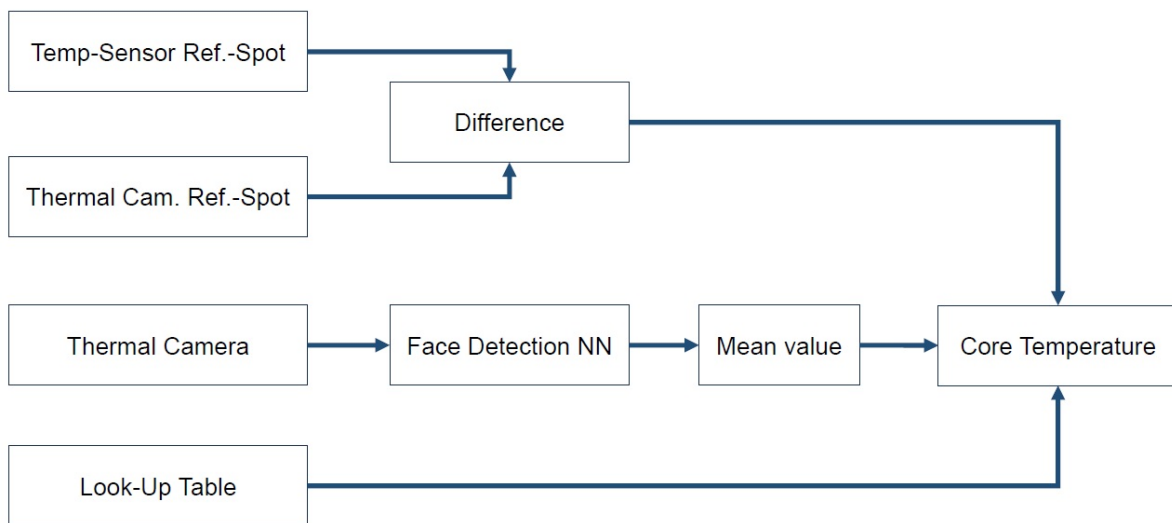 Temp-Sensor Ref.-Spot
Difference
Thermal Cam. Ref.-Spot
Thermal Camera
Face Detection NN
Mean value
Core Temperature
Look-Up Table